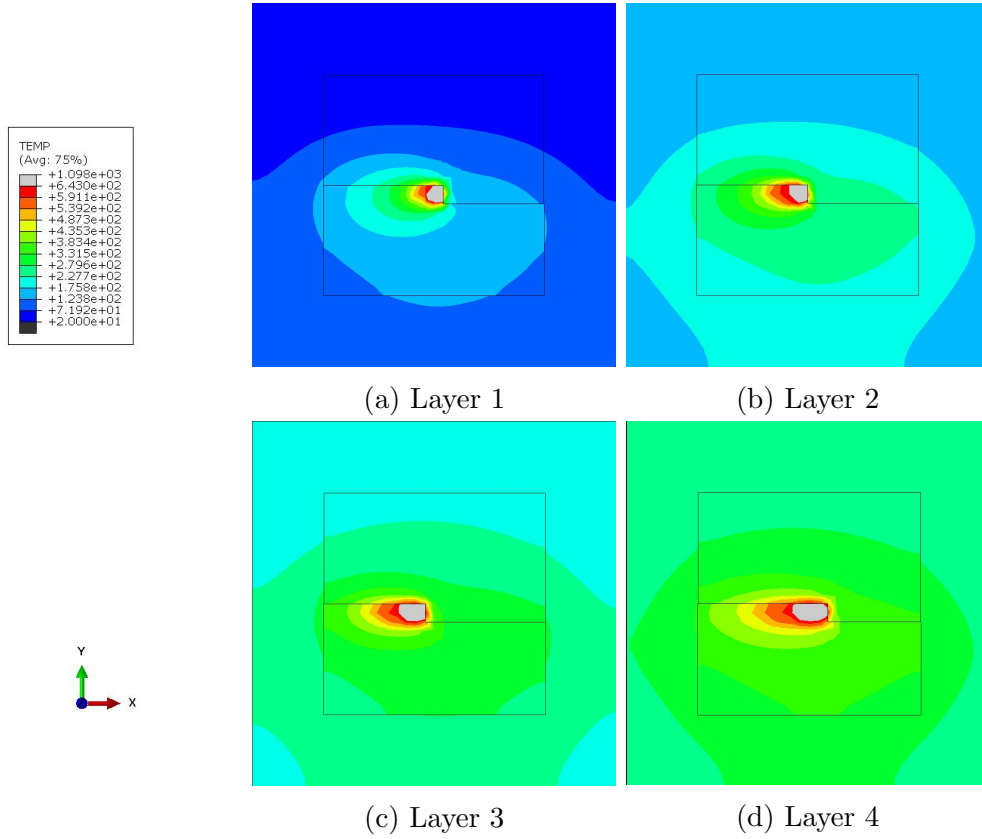 TEMP
(Avg: 75%)
+1.098e+03
+6.430e+02
+5.911e+02
+5.392e+02
+4.873e+02
+4.353e+02
+3.834e+02
+3.315e+02
+2.796e+02
+2.277e+02
+1.758e+02
+1.238e+02
+7.192e+01
+2.000e+01
(a) Layer 1
(b) Layer 2
Y
X
(c) Layer 3
(d) Layer 4